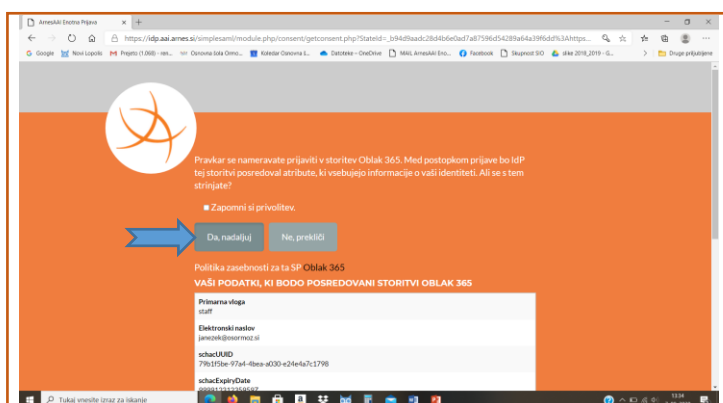 ArnesAAI Enotna Prijava
https://idp.aai.arnes.si/simplesaml/module.php/consent/getconsent.php?StateId=_b94d9aadc28d4b6e0ad7a87596d54289a64a39f6dd%3Ahttps...
Google Novi Lopolis Prejeto (1.068) - ren... Osnovna šola Ormo... Koledar Osnovna š... Datoteke – OneDrive MAIL ArnesAAI Eno... Facebook Skupnost SIO slike 2018_2019 - G... Druge priljubljene
Pravkar se nameravate prijaviti v storitev Oblak 365. Med postopkom prijave bo IdP
tej storitvi posredoval atribute, ki vsebujejo informacije o vaši identiteti. Ali se s tem
strinjate?
Zapomni si privolitev.
Da, nadaljuj Ne, prekliči
Politika zasebnosti za ta SP Oblak 365
VAŠI PODATKI, KI BODO POSREDOVANI STORITVI OBLAK 365
Primarna vloga
staff
Elektronski naslov
janezek@osormoz.si
schacUUID
79b1f5be-97a4-4bea-a030-e24e4a7c1798
schacExpiryDate
Tukaj vnesite izraz za iskanje
13:34